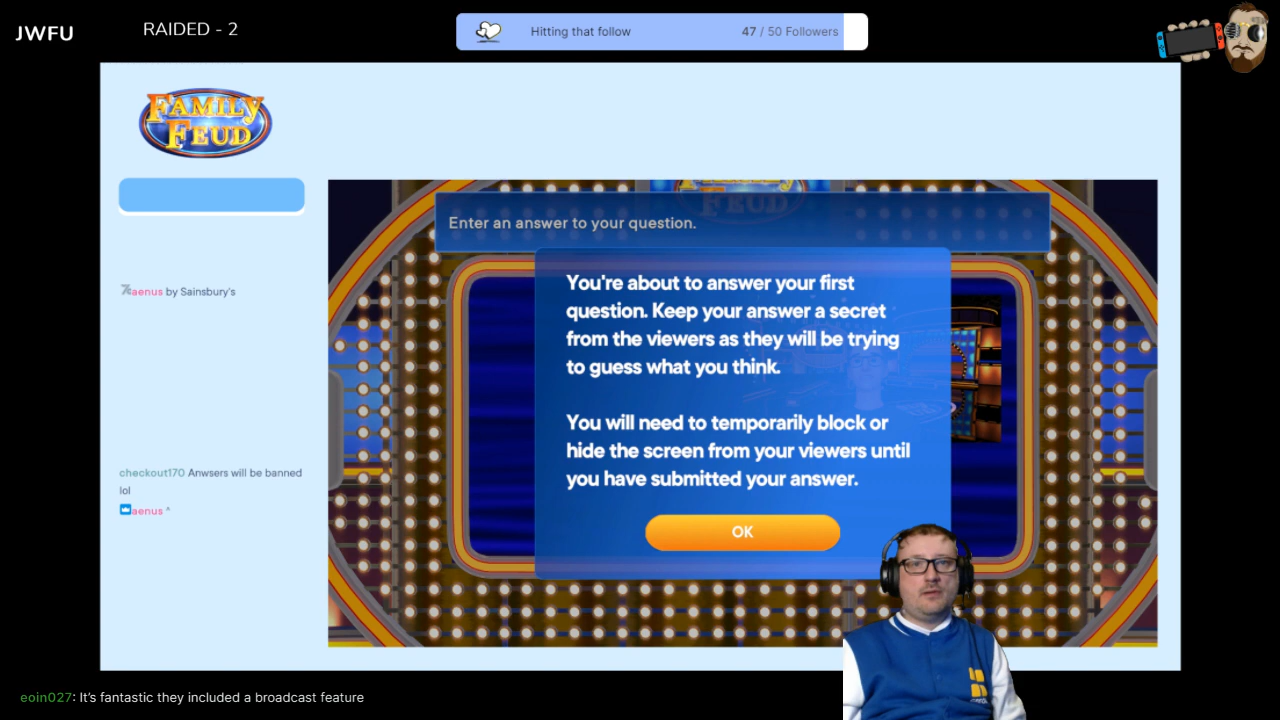 JWFU
RAIDED - 2
Hitting that follow
47 / 50 Followers
FAMILY
FEUD
Enter an answer to your question.
FEUD
You're about to answer your first
question. Keep your answer a secret
from the viewers as they will be trying
to guess what you think.
You will need to temporarily block or
hide the screen from your viewers until
you have submitted your answer.
OK
aenus by Sainsbury's
checkout170 Anwsers will be banned
lol
aenus ^
eoin027: It's fantastic they included a broadcast feature